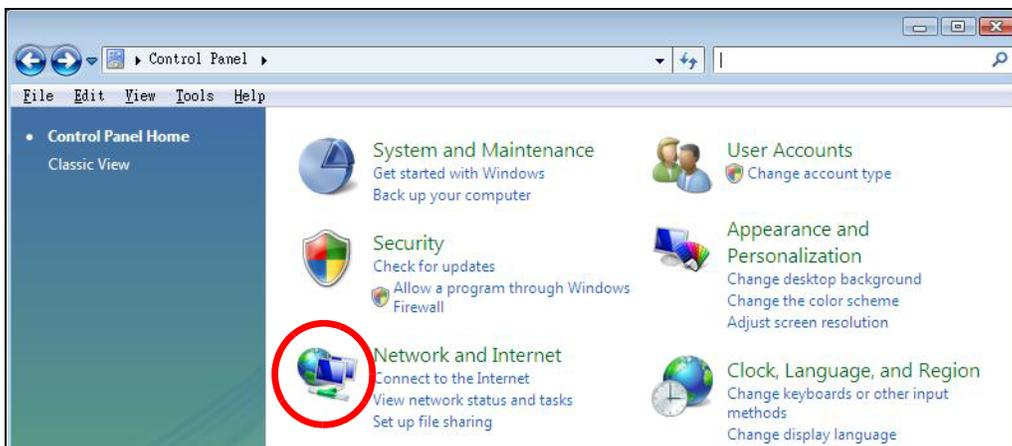 Control Panel
File Edit View Tools Help
Control Panel Home
Classic View
System and Maintenance
Get started with Windows
Back up your computer
Security
Check for updates
Allow a program through Windows
Firewall
Network and Internet
Connect to the Internet
View network status and tasks
Set up file sharing
User Accounts
Change account type
Appearance and
Personalization
Change desktop background
Change the color scheme
Adjust screen resolution
Clock, Language, and Region
Change keyboards or other input
methods
Change display language